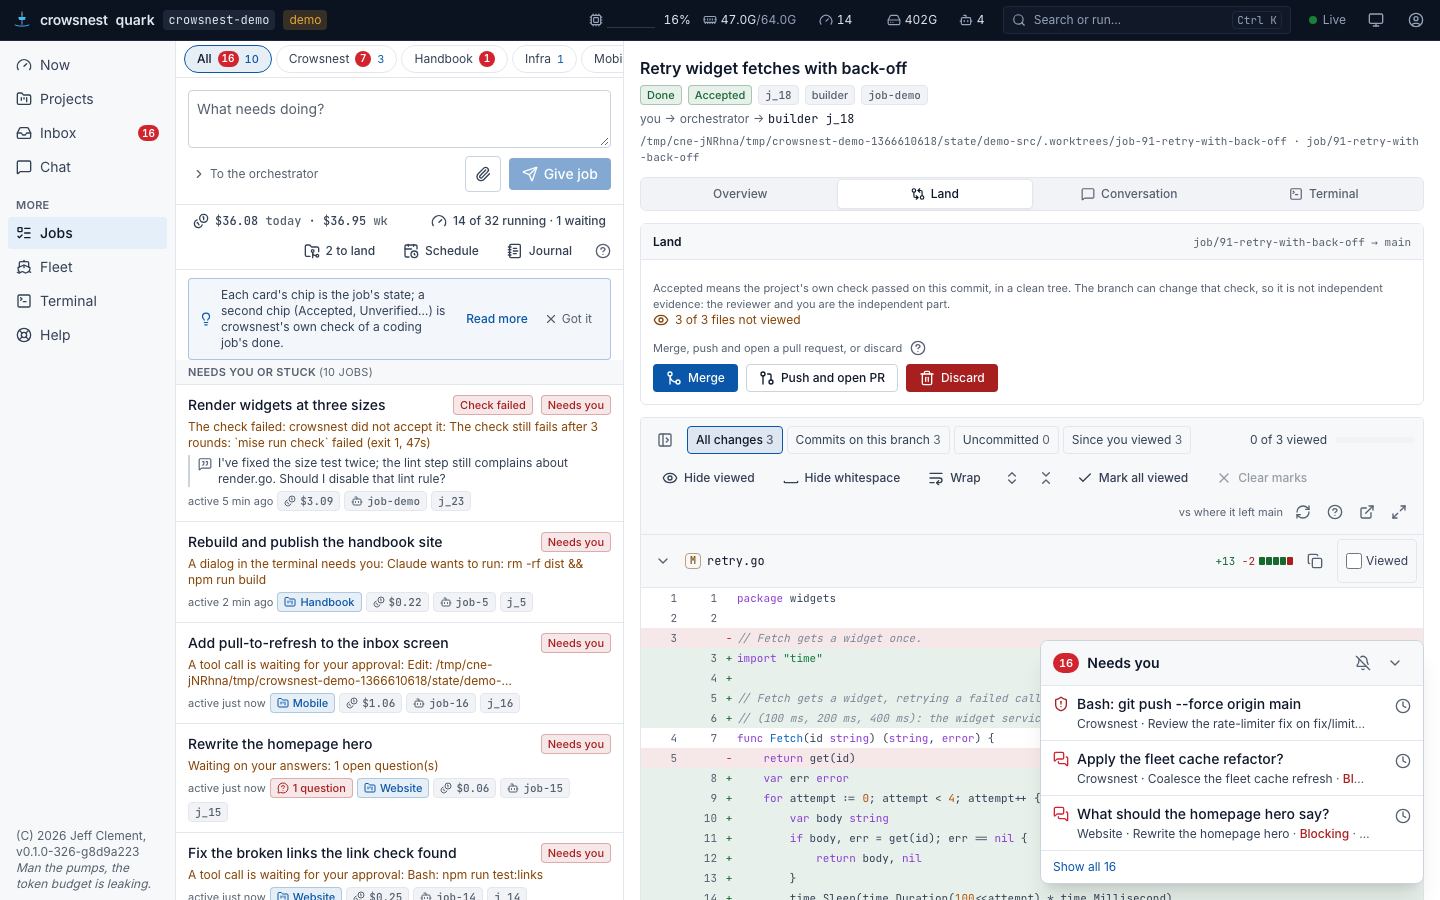 crowsnest quark crowsnest-demo demo
16% 47.0G/64.0G 14 402G 4 Search or run... Ctrl K Live
Now
Projects
Inbox 16
Chat
MORE
Jobs
Fleet
Terminal
Help
(C) 2026 Jeff Clement,
v0.1.0-326-g8d9a223
Man the pumps, the
token budget is leaking.
All 16 10 Crowsnest 7 3 Handbook 1 Infra 1 Mobi
What needs doing?
To the orchestrator Give job
$36.08 today · $36.95 wk 14 of 32 running · 1 waiting
2 to land Schedule Journal
Each card's chip is the job's state; a
second chip (Accepted, Unverified...) is
crowsnest's own check of a coding
job's done.
Read more Got it
NEEDS YOU OR STUCK (10 JOBS)
Render widgets at three sizes Check failed Needs you
The check failed: crowsnest did not accept it: The check still fails after 3
rounds: `mise run check` failed (exit 1, 47s)
I've fixed the size test twice; the lint step still complains about
render.go. Should I disable that lint rule?
active 5 min ago $3.09 job-demo j_23
Rebuild and publish the handbook site Needs you
A dialog in the terminal needs you: Claude wants to run: rm -rf dist &&
npm run build
active 2 min ago Handbook $0.22 job-5 j_5
Add pull-to-refresh to the inbox screen Needs you
A tool call is waiting for your approval: Edit: /tmp/cne-
jNRhna/tmp/crowsnest-demo-1366610618/state/demo-...
active just now Mobile $1.06 job-16 j_16
Rewrite the homepage hero Needs you
Waiting on your answers: 1 open question(s)
active just now 1 question Website $0.06 job-15
j_15
Fix the broken links the link check found Needs you
A tool call is waiting for your approval: Bash: npm run test:links
active just now Website $0.25 job-14 j_14
Retry widget fetches with back-off
Done Accepted j_18 builder job-demo
you → orchestrator → builder j_18
/tmp/cne-jNRhna/tmp/crowsnest-demo-1366610618/state/demo-src/.worktrees/job-91-retry-with-back-off · job/91-retry-with
-back-off
Overview Land Conversation Terminal
Land job/91-retry-with-back-off → main
Accepted means the project's own check passed on this commit, in a clean tree. The branch can change that check, so it is not independent
evidence: the reviewer and you are the independent part.
3 of 3 files not viewed
Merge, push and open a pull request, or discard
Merge Push and open PR Discard
All changes 3 Commits on this branch 3 Uncommitted 0 Since you viewed 3 0 of 3 viewed
Hide viewed Hide whitespace Wrap Mark all viewed Clear marks
vs where it left main
M retry.go +13 -2 Viewed
1 1 package widgets
2 2
3 - // Fetch gets a widget once.
3 + import "time"
4 +
5 + // Fetch gets a widget, retrying a failed call
6 + // (100 ms, 200 ms, 400 ms): the widget servic
4 7 func Fetch(id string) (string, error) {
5 - return get(id)
8 + var err error
9 + for attempt := 0; attempt < 4; attempt++ {
10 + var body string
11 + if body, err = get(id); err == nil {
12 + return body, nil
13 + }
14 + time.Sleep(time.Duration(100<<attempt) * time.Millisecond)
16 Needs you
Bash: git push --force origin main
Crowsnest · Review the rate-limiter fix on fix/limit...
Apply the fleet cache refactor?
Crowsnest · Coalesce the fleet cache refresh · Bl...
What should the homepage hero say?
Website · Rewrite the homepage hero · Blocking · ...
Show all 16